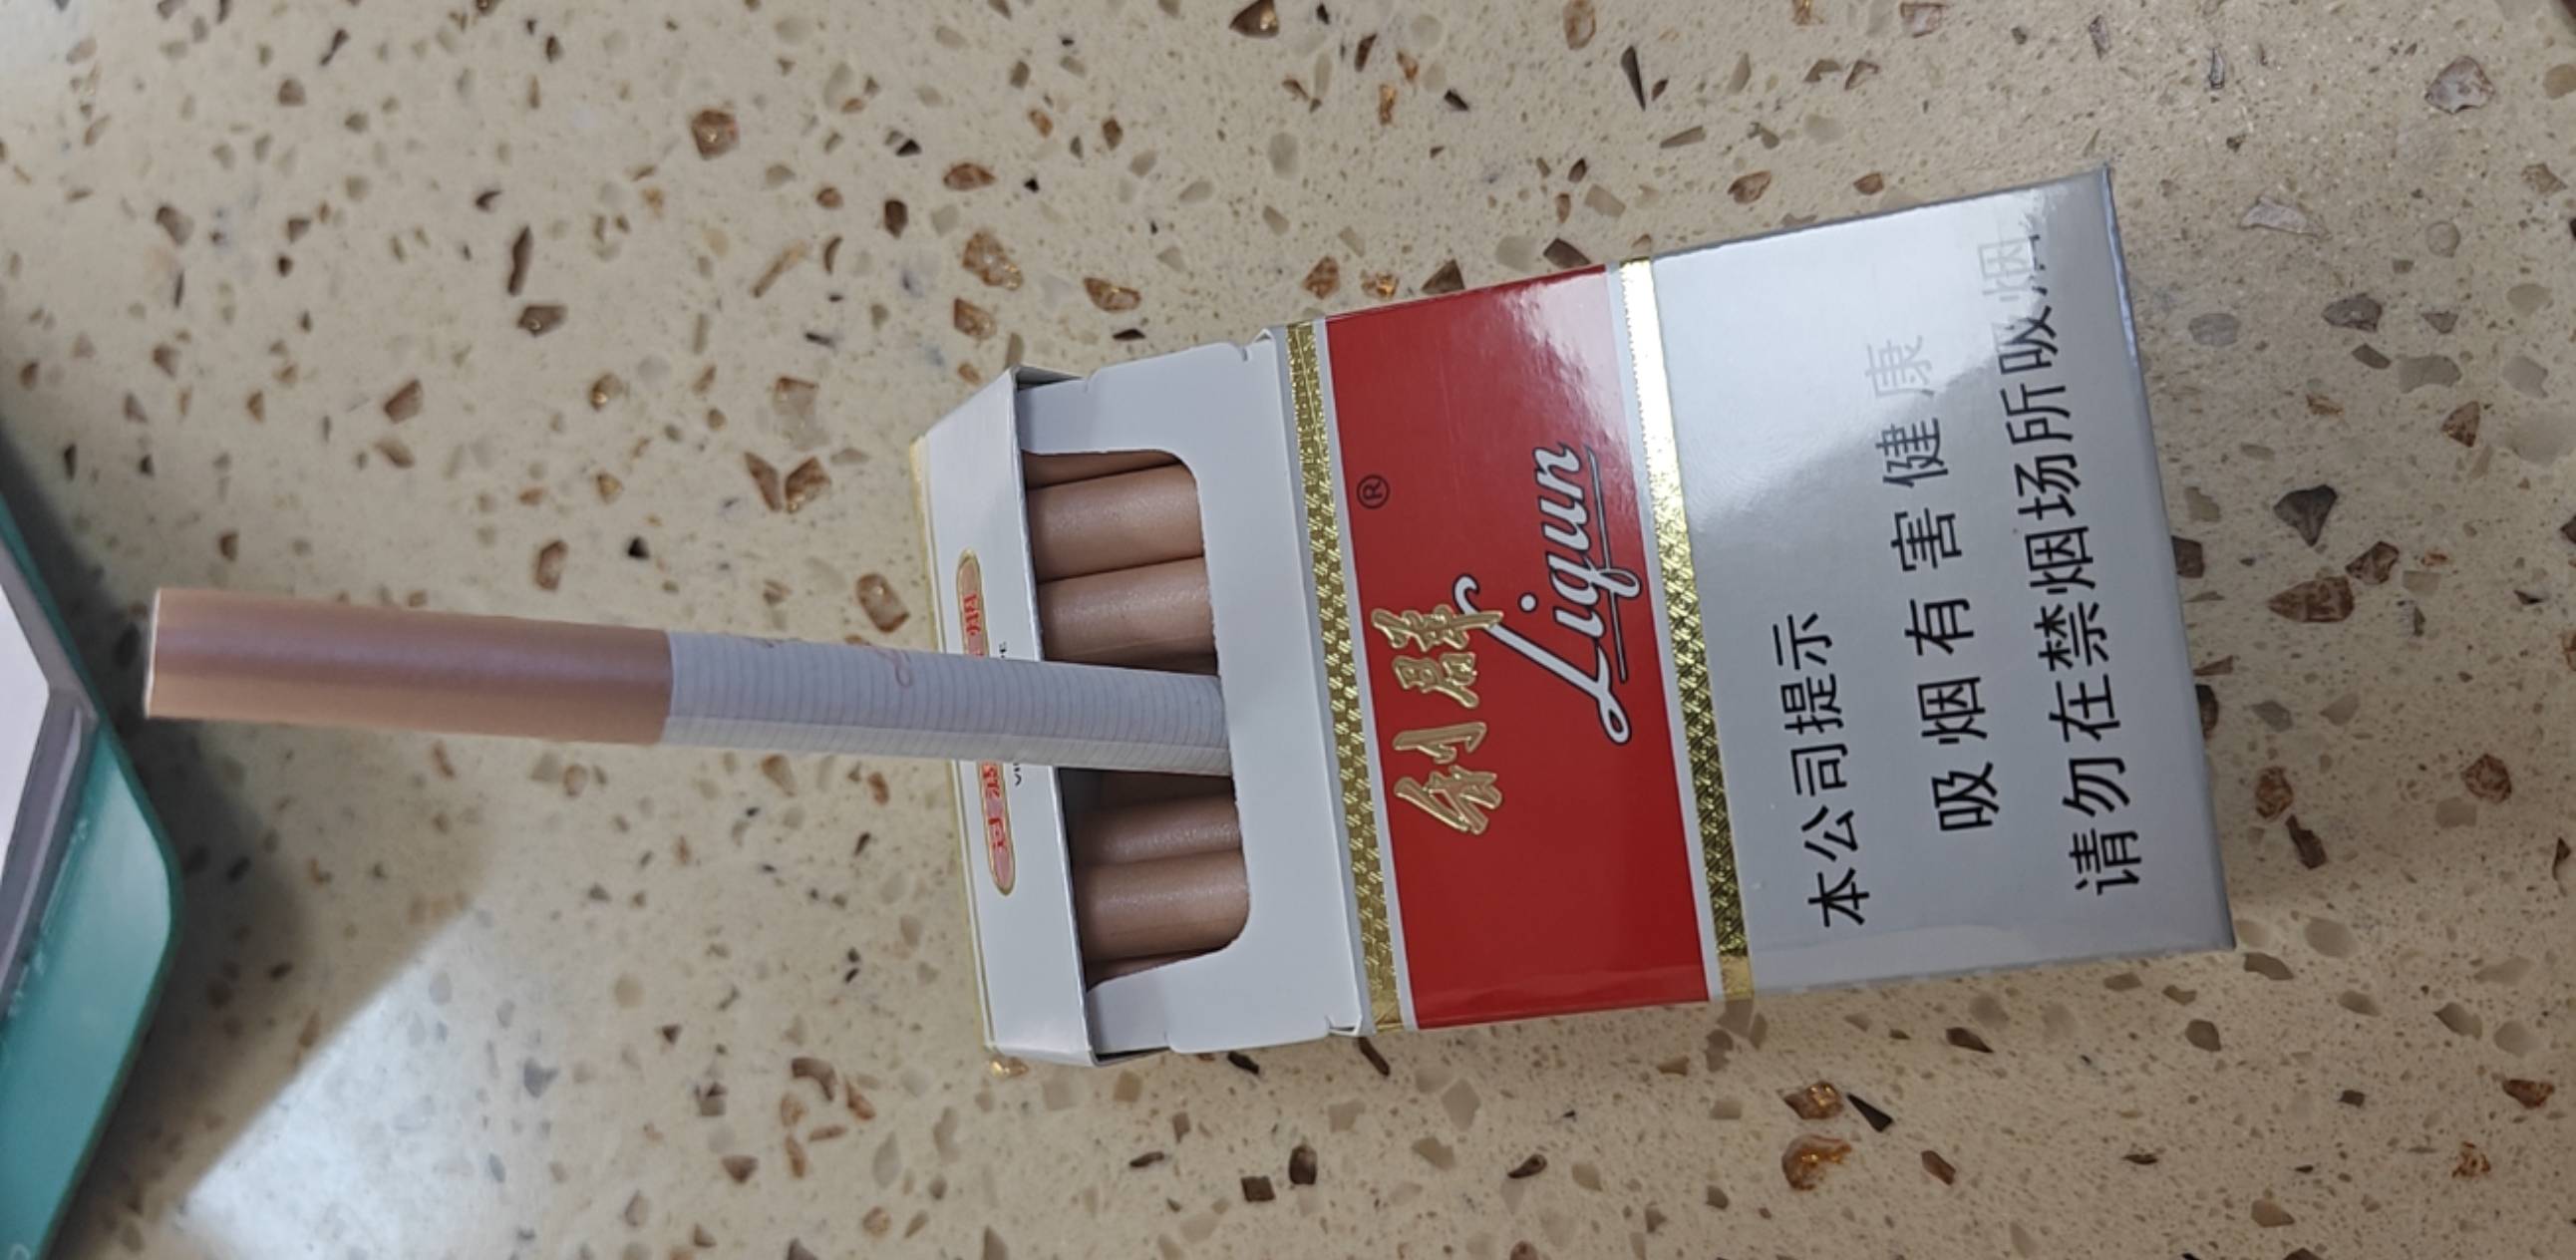 利群
®
Liqun
本公司提示
吸烟有害健康
请勿在禁烟场所吸烟